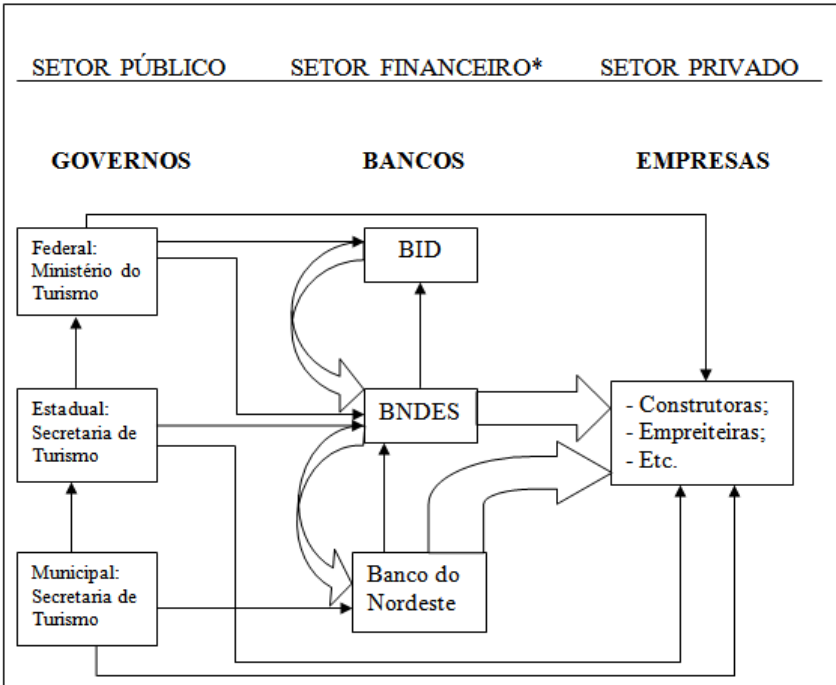 SETOR PÚBLICO SETOR FINANCEIRO* SETOR PRIVADO
GOVERNOS BANCOS EMPRESAS
Federal:
Ministério do
Turismo
BID
Estadual:
Secretaria de
Turismo
BNDES
- Construtoras;
- Empreiteiras;
- Etc.
Municipal:
Secretaria de
Turismo
Banco do
Nordeste